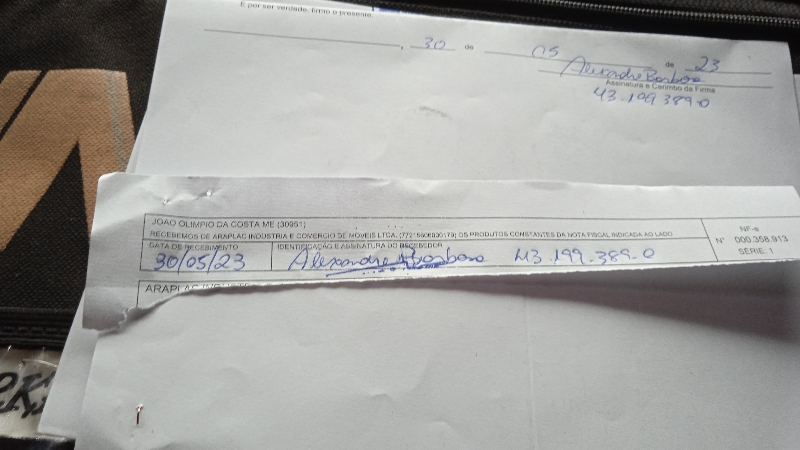 E por ser verdade, firmo o presente.
, 30 de 05 de 23
Alexandre Barbosa
Assinatura e Carimbo da Firma
43.199.389-0
JOAO OLIMPIO DA COSTA ME (30951)
RECEBEMOS DE ARAPLAC INDUSTRIA E COMERCIO DE MOVEIS LTDA. OS PRODUTOS CONSTANTES DA NOTA FISCAL INDICADA AO LADO
DATA DE RECEBIMENTO
30/05/23
IDENTIFICAÇÃO E ASSINATURA DO RECEBEDOR
Alexandre Barbosa 43.199.389-0
NF-e
N° 000.358.913
SÉRIE: 1
ARAPLAC